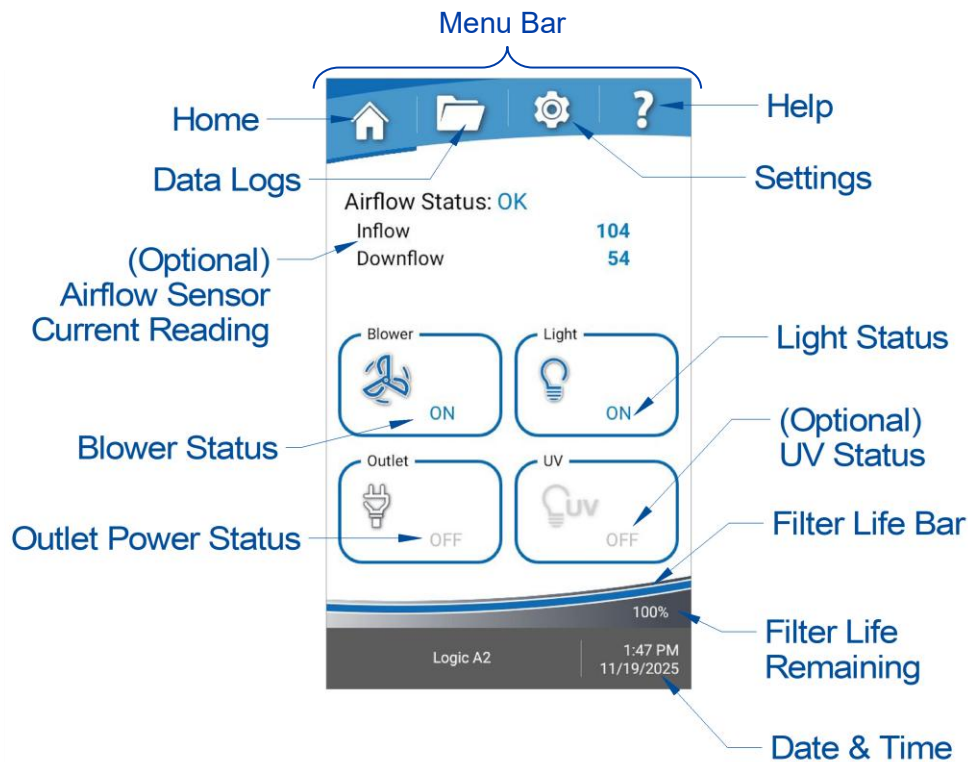 Menu Bar
Home
Help
Data Logs
Settings
Airflow Status: OK
Inflow 104
Downflow 54
(Optional)
Airflow Sensor
Current Reading
Blower
ON
Light
ON
Light Status
Blower Status
(Optional)
UV Status
Outlet
OFF
UV
UV
OFF
Outlet Power Status
Filter Life Bar
100%
Filter Life
Remaining
Logic A2
1:47 PM
11/19/2025
Date & Time